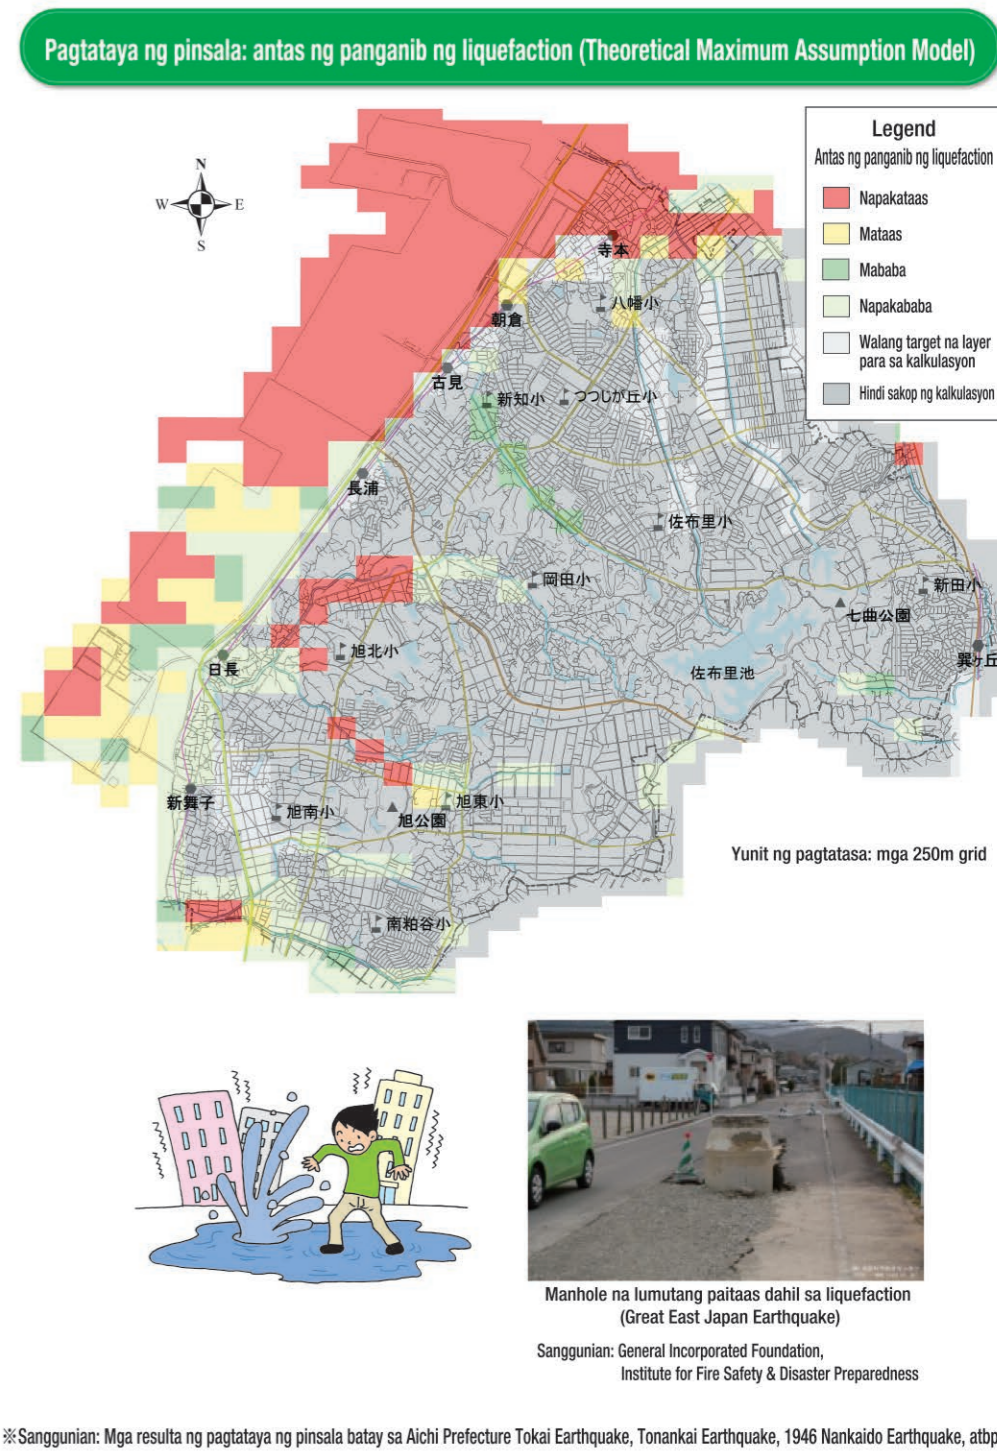 Pagtataya ng pinsala: antas ng panganib ng liquefaction (Theoretical Maximum Assumption Model)
Legend
Antas ng panganib ng liquefaction
Napakataas
Mataas
Mababa
Napakababa
Walang target na layer
para sa kalkulasyon
Hindi sakop ng kalkulasyon
N
W E
S
寺本
八幡小
朝倉
古見
新知小
つつじが丘小
長浦
佐布里小
岡田小
新田小
七曲公園
旭北小
日長
佐布里池
巽ヶ丘
新舞子
旭南小
旭公園
旭東小
Yunit ng pagtatasa: mga 250m grid
南粕谷小
Manhole na lumutang paitaas dahil sa liquefaction
(Great East Japan Earthquake)
Sanggunian: General Incorporated Foundation,
Institute for Fire Safety & Disaster Preparedness
※Sanggunian: Mga resulta ng pagtataya ng pinsala batay sa Aichi Prefecture Tokai Earthquake, Tonankai Earthquake, 1946 Nankaido Earthquake, atbp